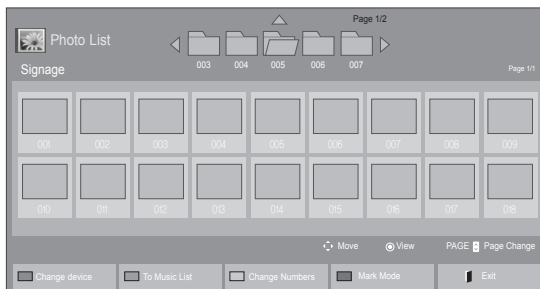 Page 1/2
Photo List
003 004 005 006 007
Signage
Page 1/1
001 002 003 004 005 006 007 008 009
010 011 012 013 014 015 016 017 018
Move View PAGE Page Change
Change device To Music List Change Numbers Mark Mode Exit